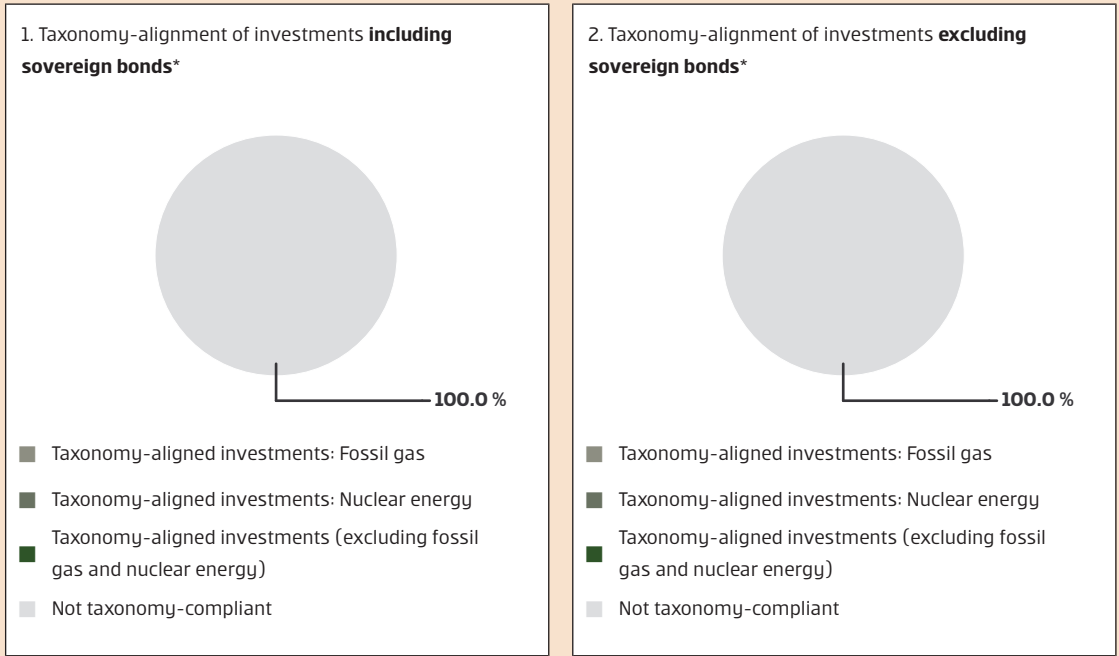 1. Taxonomy-alignment of investments including
sovereign bonds*
100.0 %
Taxonomy-aligned investments: Fossil gas
Taxonomy-aligned investments: Nuclear energy
Taxonomy-aligned investments (excluding fossil
gas and nuclear energy)
Not taxonomy-compliant
2. Taxonomy-alignment of investments excluding
sovereign bonds*
100.0 %
Taxonomy-aligned investments: Fossil gas
Taxonomy-aligned investments: Nuclear energy
Taxonomy-aligned investments (excluding fossil
gas and nuclear energy)
Not taxonomy-compliant